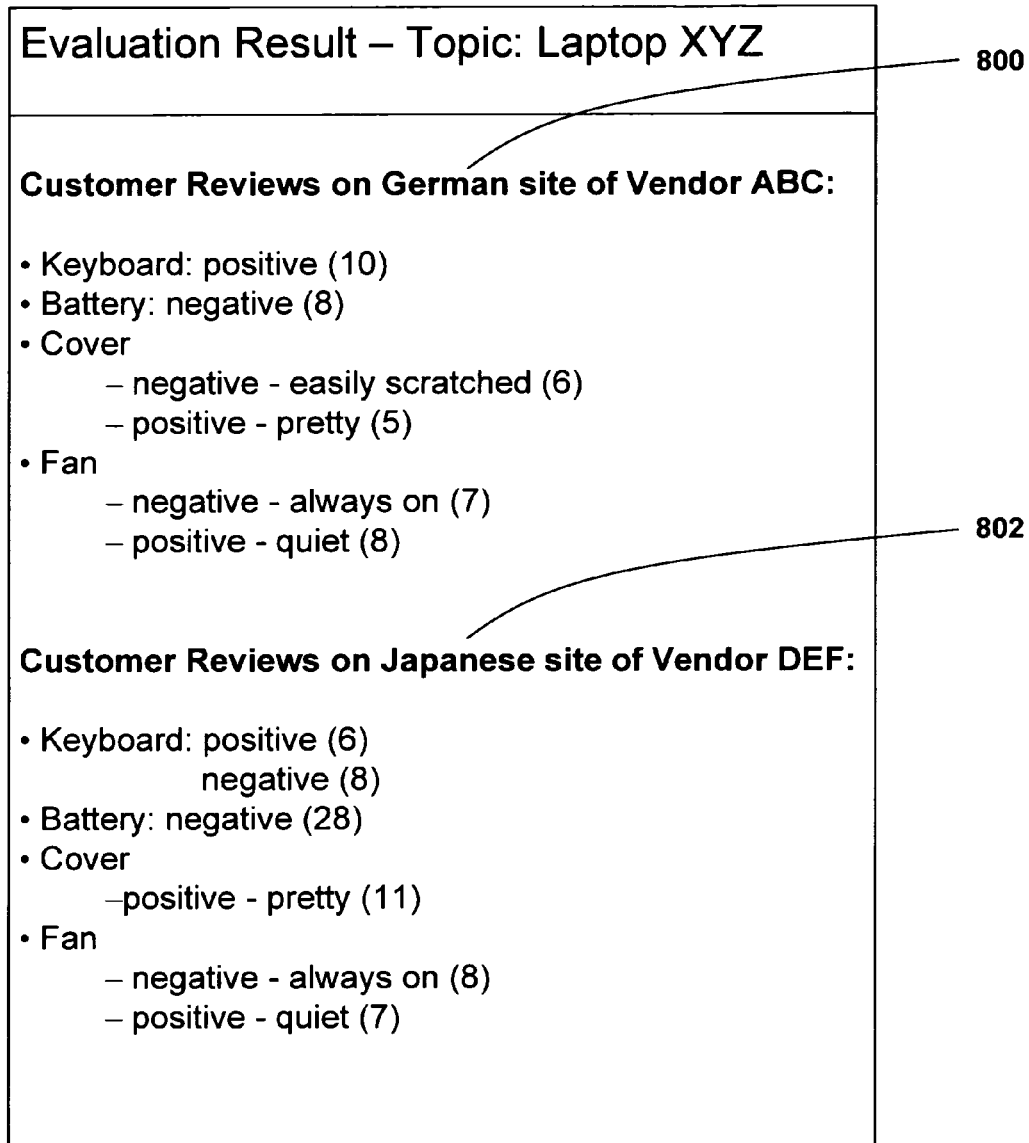 Evaluation Result – Topic: Laptop XYZ
800
Customer Reviews on German site of Vendor ABC:
• Keyboard: positive (10)
• Battery: negative (8)
• Cover
– negative - easily scratched (6)
– positive - pretty (5)
• Fan
– negative - always on (7)
– positive - quiet (8)
802
Customer Reviews on Japanese site of Vendor DEF:
• Keyboard: positive (6)
negative (8)
• Battery: negative (28)
• Cover
–positive - pretty (11)
• Fan
– negative - always on (8)
– positive - quiet (7)